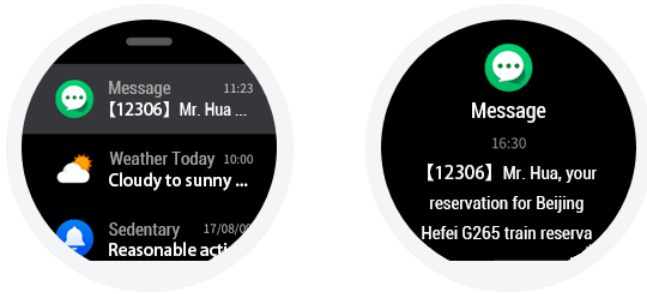 Message 11:23
【12306】Mr. Hua ...
Weather Today 10:00
Cloudy to sunny ...
Sedentary 17/08/0
Reasonable acti
Message
16:30
【12306】Mr. Hua, your
reservation for Beijing
Hefei G265 train reserva